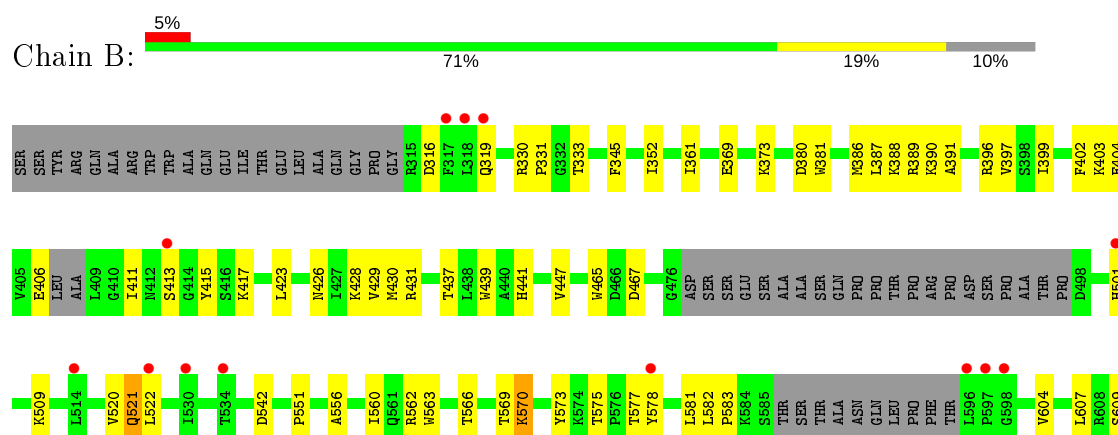 5%
Chain B:
71% 19% 10%
SER SER TYR ARG GLN ALA ARG TRP TRP ALA GLN GLU ILE THR GLU LEU ALA GLN GLY PRO GLY R315 D316 F317 L318 Q319 R330 P331 G332 T333 F345 I352 I361 E369 K373 D380 W381 M386 L387 K388 R389 K390 A391 R396 V397 S398 I399 F402 K403 E404
V405 E406 LEU ALA L409 G410 I411 N412 S413 G414 Y415 S416 K417 L423 N426 I427 K428 V429 M430 R431 T437 L438 W439 A440 H441 V447 W465 D466 D467 G476 ASP SER SER GLU SER ALA ALA SER GLN PRO PRO THR PRO ARG PRO ASP SER PRO ALA THR PRO D498 H501
K509 L514 V520 Q521 L522 I530 T534 D542 P551 A556 I560 Q561 R562 W563 T566 T569 K570 Y573 K574 T575 P576 T577 Y578 L581 L582 P583 K584 S585 THR SER THR ALA ASN GLN LEU PRO PHE THR L596 P597 G598 V604 L607 R608